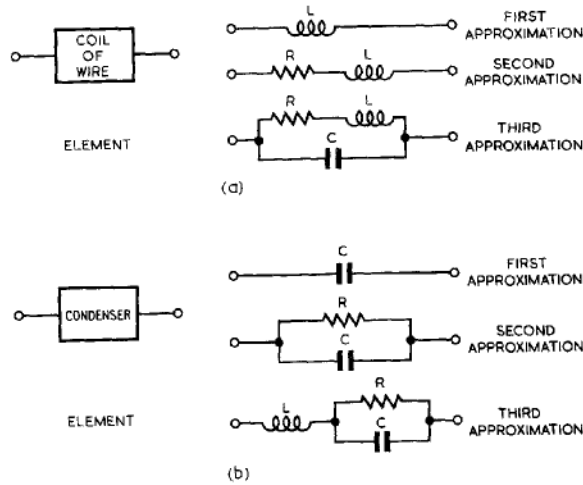 COIL
OF
WIRE
ELEMENT
L
FIRST
APPROXIMATION
R L
SECOND
APPROXIMATION
R L
C
THIRD
APPROXIMATION
(a)
CONDENSER
ELEMENT
C
FIRST
APPROXIMATION
R
C
SECOND
APPROXIMATION
L
R
C
THIRD
APPROXIMATION
(b)